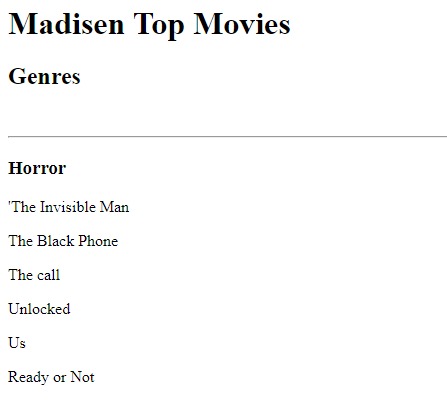 Madisen Top Movies
Genres
Horror
'The Invisible Man
The Black Phone
The call
Unlocked
Us
Ready or Not